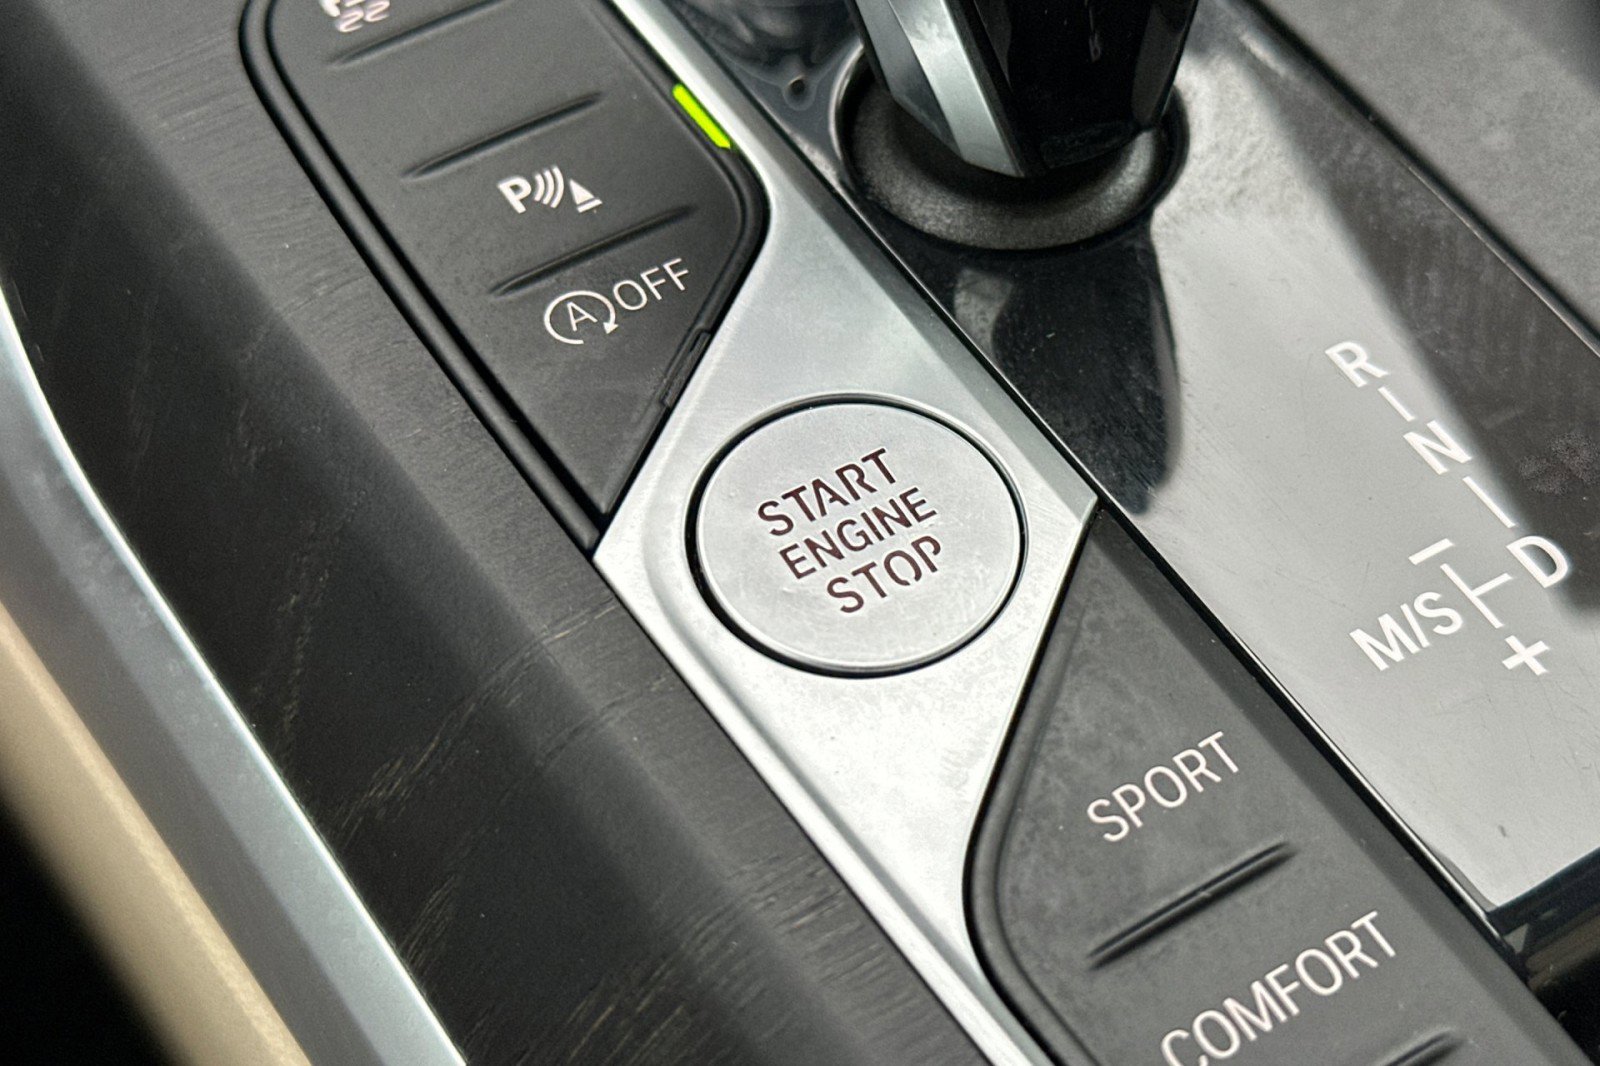 P
A OFF
START
ENGINE
STOP
R
N
D
M/S
+
SPORT
COMFORT